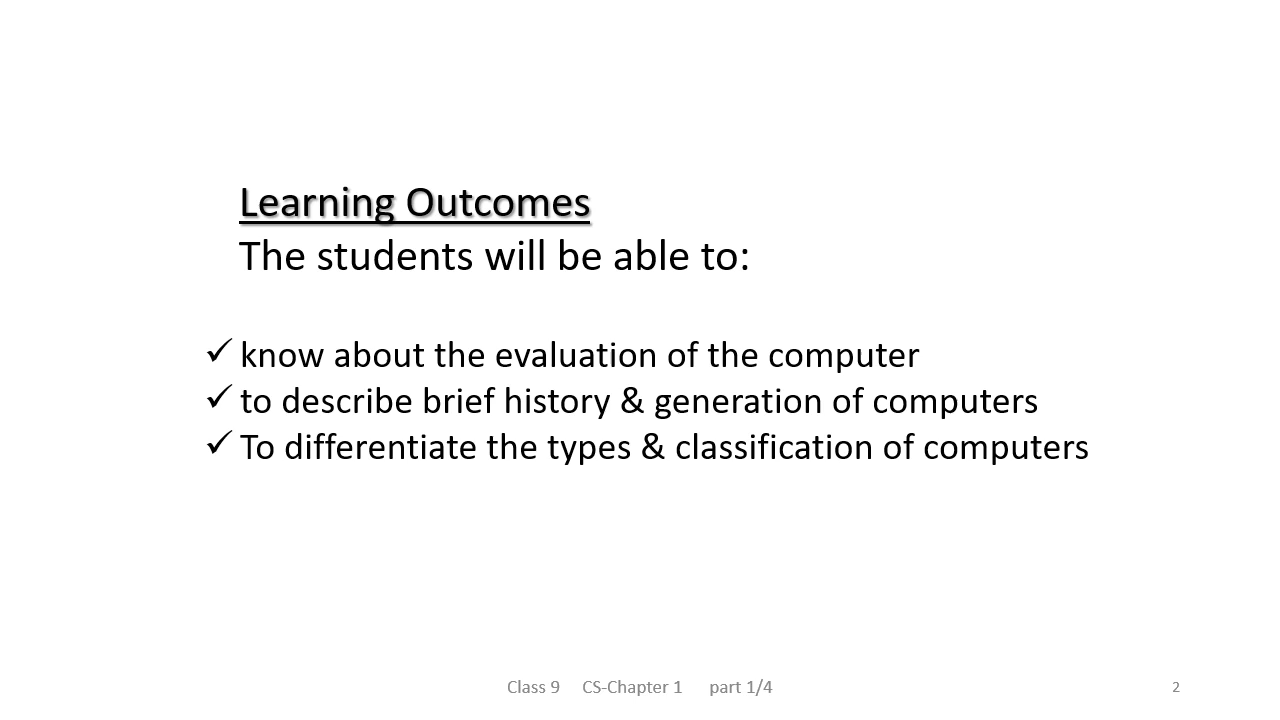 Learning Outcomes
The students will be able to:
✓ know about the evaluation of the computer
✓ to describe brief history & generation of computers
✓ To differentiate the types & classification of computers
Class 9 CS-Chapter 1 part 1/4
2